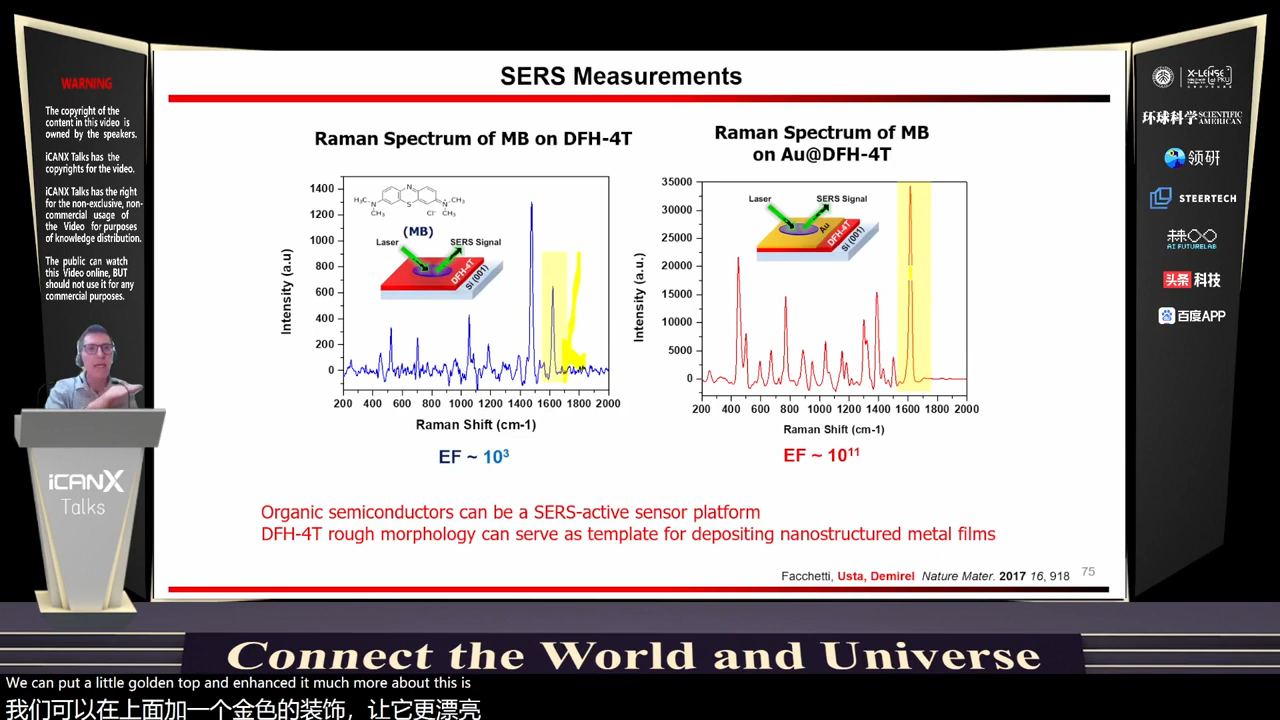 WARNING
The copyright of the
content in this video is
owned by the speakers.
iCANX Talks has the
copyrights for the video.
iCANX Talks has the right
for the non-exclusive, non-
commercial usage of
the Video for purposes
of knowledge distribution.
The public can watch
this Video online, BUT
should not use it for any
commercial purposes.
iCANX
Talks
SERS Measurements
Raman Spectrum of MB on DFH-4T
1400
1200
1000
800
600
400
200
0
Intensity (a.u)
H₃C
N
CH₃
N
S
N
CH₃
CH₃
Cl⁻
(MB)
Laser
SERS Signal
DFH-4T
Si (001)
200 400 600 800 1000 1200 1400 1600 1800 2000
Raman Shift (cm-1)
EF ~ 10³
Raman Spectrum of MB
on Au@DFH-4T
35000
30000
25000
20000
15000
10000
5000
0
Intensity (a.u.)
Laser
SERS Signal
Au
DFH-4T
Si (001)
200 400 600 800 1000 1200 1400 1600 1800 2000
Raman Shift (cm-1)
EF ~ 10¹¹
Organic semiconductors can be a SERS-active sensor platform
DFH-4T rough morphology can serve as template for depositing nanostructured metal films
Facchetti, Usta, Demirel Nature Mater. 2017 16, 918
75
X-LENSE
环球科学 SCIENTIFIC AMERICAN
领研
STEERTECH
AI FUTURELAB
头条 科技
百度APP
Connect the World and Universe
We can put a little golden top and enhanced it much more about this is
我们可以在上面加一个金色的装饰，让它更漂亮